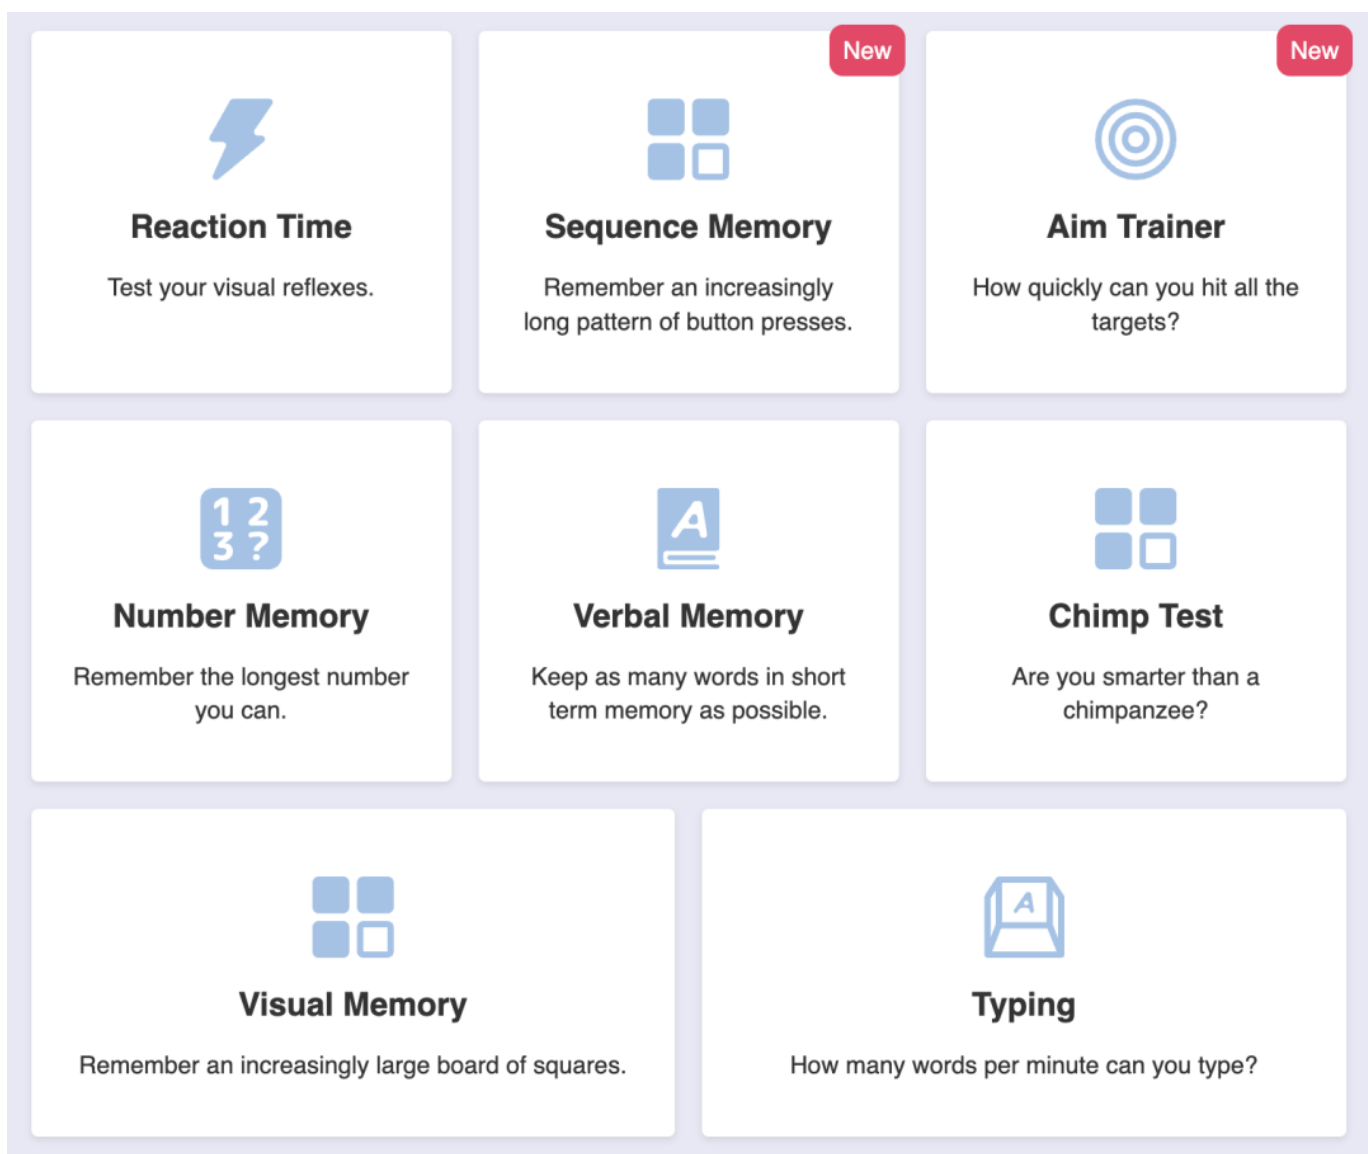 New
New
Reaction Time
Test your visual reflexes.
Sequence Memory
Remember an increasingly
long pattern of button presses.
Aim Trainer
How quickly can you hit all the
targets?
1 2
3 ?
Number Memory
Remember the longest number
you can.
A
Verbal Memory
Keep as many words in short
term memory as possible.
Chimp Test
Are you smarter than a
chimpanzee?
Visual Memory
Remember an increasingly large board of squares.
A
Typing
How many words per minute can you type?